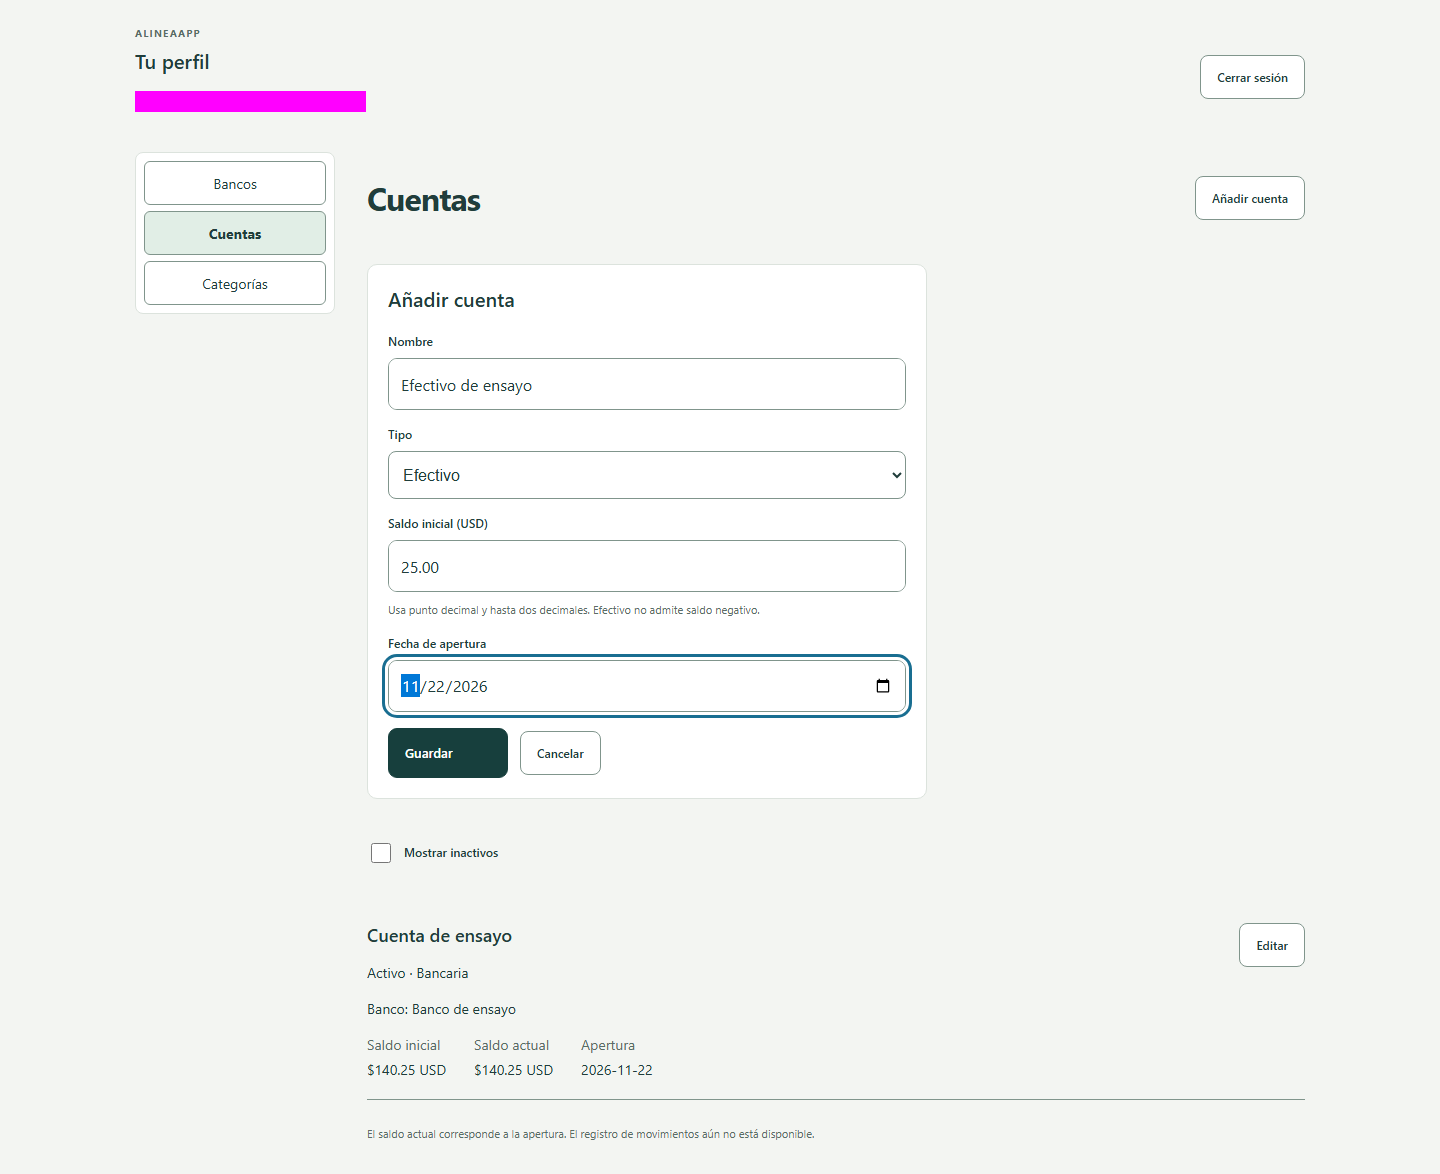 ALINEAAPP
Tu perfil
Cerrar sesión
Bancos
Cuentas
Categorías
Cuentas
Añadir cuenta
Añadir cuenta
Nombre
Efectivo de ensayo
Tipo
Efectivo
Saldo inicial (USD)
25.00
Usa punto decimal y hasta dos decimales. Efectivo no admite saldo negativo.
Fecha de apertura
11/22/2026
Guardar
Cancelar
Mostrar inactivos
Cuenta de ensayo
Editar
Activo · Bancaria
Banco: Banco de ensayo
Saldo inicial Saldo actual Apertura
$140.25 USD $140.25 USD 2026-11-22
El saldo actual corresponde a la apertura. El registro de movimientos aún no está disponible.